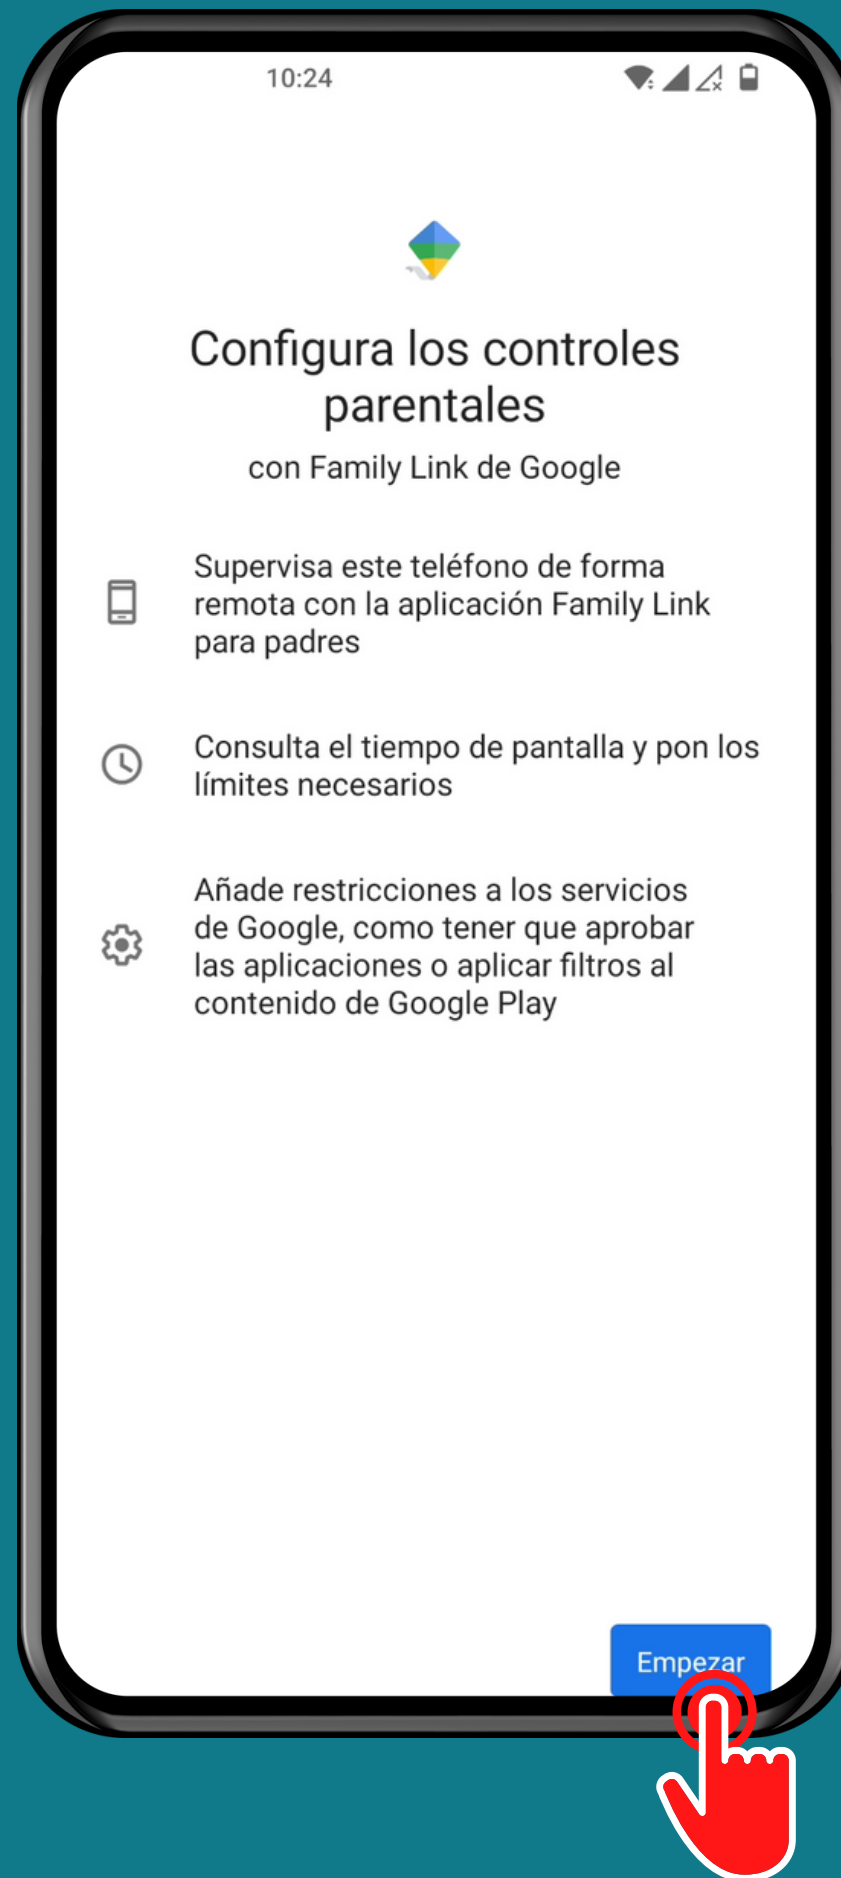 10:24
Configura los controles
parentales
con Family Link de Google
Supervisa este teléfono de forma
remota con la aplicación Family Link
para padres
Consulta el tiempo de pantalla y pon los
límites necesarios
Añade restricciones a los servicios
de Google, como tener que aprobar
las aplicaciones o aplicar filtros al
contenido de Google Play
Empezar